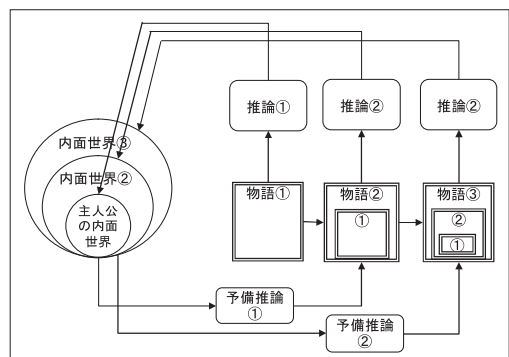 推論①
推論②
推論②
内面世界③
内面世界②
主人公
の内面
世界
物語①
物語②
①
物語③
②
①
予備推論
①
予備推論
②